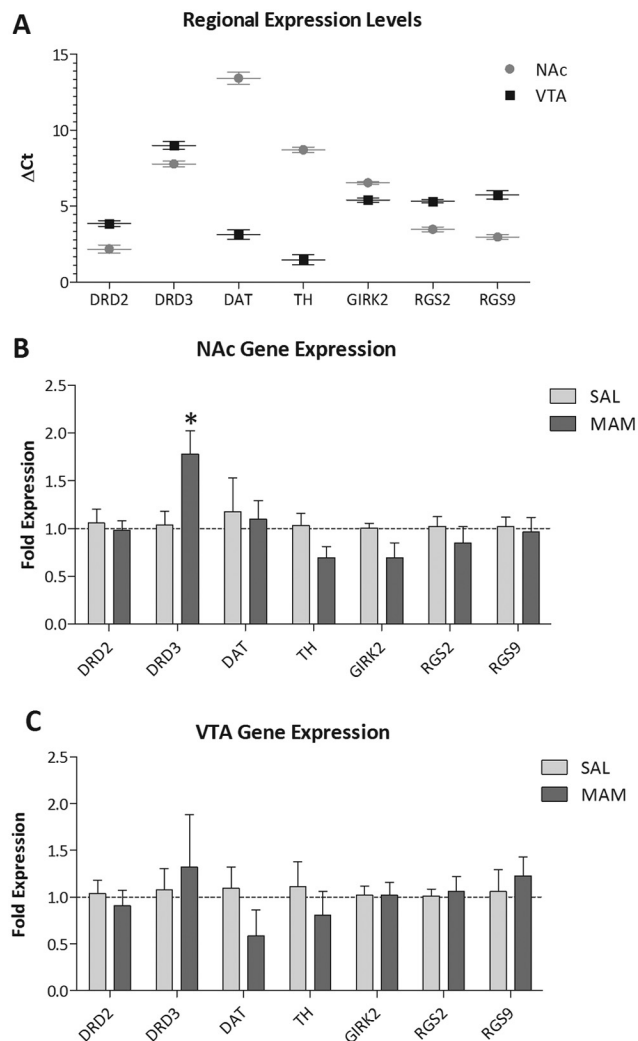 A
Regional Expression Levels
ΔCt
15
10
5
0
NAc
VTA
DRD2 DRD3 DAT TH GIRK2 RGS2 RGS9
B
NAc Gene Expression
Fold Expression
2.5
2.0
1.5
1.0
0.5
0.0
*
SAL
MAM
DRD2 DRD3 DAT TH GIRK2 RGS2 RGS9
C
VTA Gene Expression
Fold Expression
2.5
2.0
1.5
1.0
0.5
0.0
SAL
MAM
DRD2 DRD3 DAT TH GIRK2 RGS2 RGS9